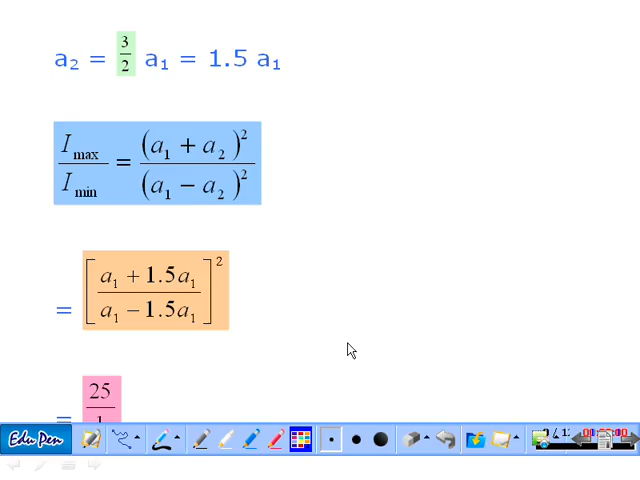 a₂ = 3/2 a₁ = 1.5 a₁
I_max / I_min = (a₁ + a₂)² / (a₁ − a₂)²
= [ (a₁ + 1.5a₁) / (a₁ − 1.5a₁) ]²
= 25/1
Edu Pen